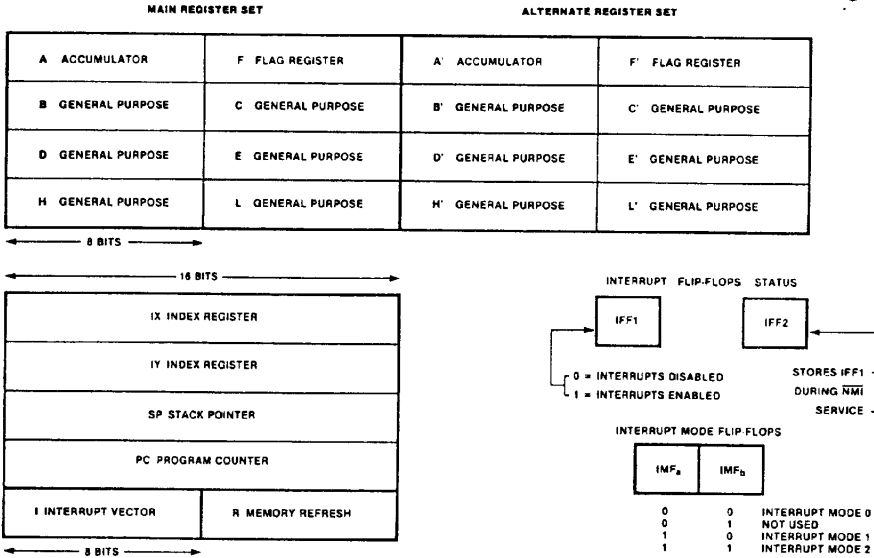 MAIN REGISTER SET
ALTERNATE REGISTER SET
A ACCUMULATOR
F FLAG REGISTER
A' ACCUMULATOR
F' FLAG REGISTER
B GENERAL PURPOSE
C GENERAL PURPOSE
B' GENERAL PURPOSE
C' GENERAL PURPOSE
D GENERAL PURPOSE
E GENERAL PURPOSE
D' GENERAL PURPOSE
E' GENERAL PURPOSE
H GENERAL PURPOSE
L GENERAL PURPOSE
H' GENERAL PURPOSE
L' GENERAL PURPOSE
8 BITS
16 BITS
IX INDEX REGISTER
IY INDEX REGISTER
SP STACK POINTER
PC PROGRAM COUNTER
I INTERRUPT VECTOR
R MEMORY REFRESH
8 BITS
INTERRUPT FLIP-FLOPS STATUS
IFF1
IFF2
0 = INTERRUPTS DISABLED
1 = INTERRUPTS ENABLED
STORES IFF1
DURING NMI
SERVICE
INTERRUPT MODE FLIP-FLOPS
IMFa
IMFb
0 0 INTERRUPT MODE 0
0 1 NOT USED
1 0 INTERRUPT MODE 1
1 1 INTERRUPT MODE 2